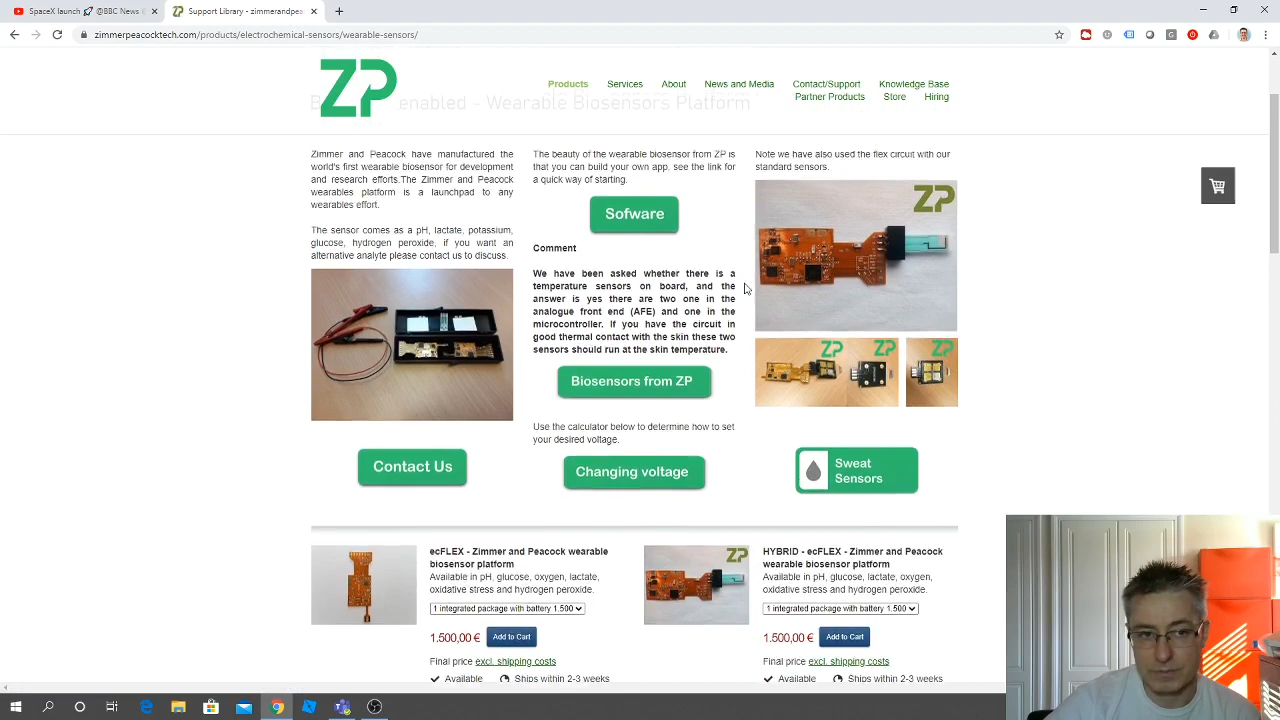 SpaceX launch 🚀 @BBC News
Support Library - zimmerandpea
zimmerpeacocktech.com/products/electrochemical-sensors/wearable-sensors/
ZP
Products Services About News and Media Contact/Support Knowledge Base
Partner Products Store Hiring
enabled - Wearable Biosensors Platform
Zimmer and Peacock have manufactured the
world's first wearable biosensor for development
and research efforts.The Zimmer and Peacock
wearables platform is a launchpad to any
wearables effort.
The sensor comes as a pH, lactate, potassium,
glucose, hydrogen peroxide, if you want an
alternative analyte please contact us to discuss.
Contact Us
The beauty of the wearable biosensor from ZP is
that you can build your own app, see the link for
a quick way of starting.
Sofware
Comment
We have been asked whether there is a
temperature sensors on board, and the
answer is yes there are two one in the
analogue front end (AFE) and one in the
microcontroller. If you have the circuit in
good thermal contact with the skin these two
sensors should run at the skin temperature.
Biosensors from ZP
Use the calculator below to determine how to set
your desired voltage.
Changing voltage
Note we have also used the flex circuit with our
standard sensors.
ZP
ZP ZP ZP
Sweat
Sensors
ecFLEX - Zimmer and Peacock wearable
biosensor platform
Available in pH, glucose, oxygen, lactate,
oxidative stress and hydrogen peroxide.
1 integrated package with battery 1.500
1.500,00 € Add to Cart
Final price excl. shipping costs
Available Ships within 2-3 weeks
ZP
HYBRID - ecFLEX - Zimmer and Peacock
wearable biosensor platform
Available in pH, glucose, oxygen, lactate,
oxidative stress and hydrogen peroxide.
1 integrated package with battery 1.500
1.500,00 € Add to Cart
Final price excl. shipping costs
Available Ships within 2-3 weeks